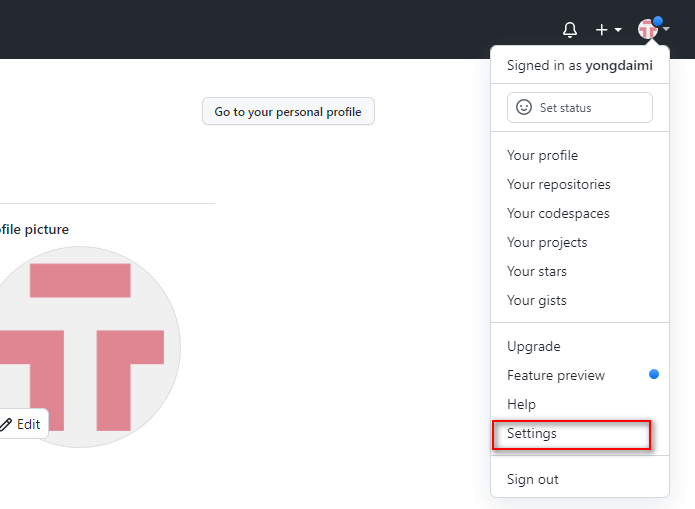 Signed in as yongdaimi
Set status
Go to your personal profile
Your profile
Your repositories
Your codespaces
Your projects
Your stars
Your gists
ofile picture
Edit
Upgrade
Feature preview
Help
Settings
Sign out